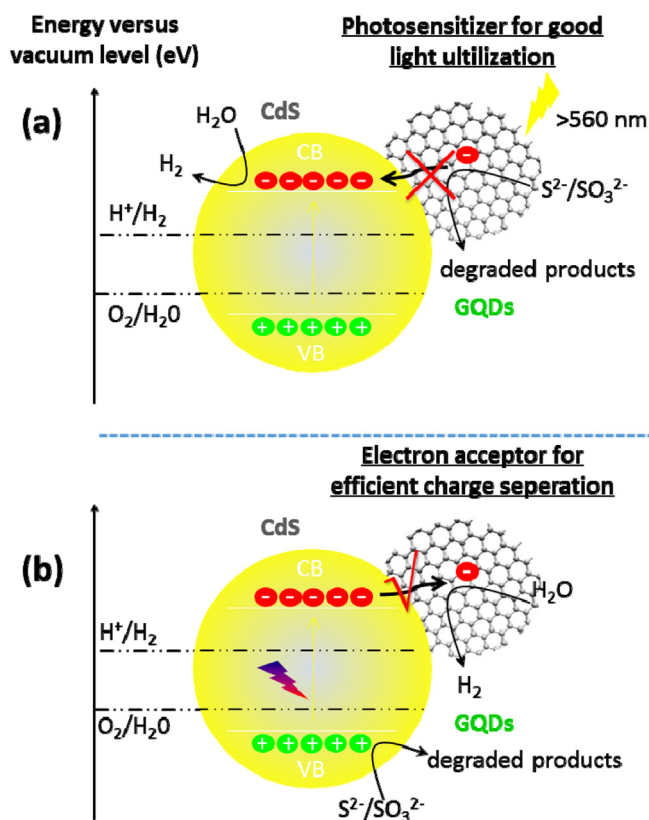 Energy versus
vacuum level (eV)
Photosensitizer for good
light ultilization
(a)
>560 nm
H₂O
CdS
CB
H₂
S²⁻/SO₃²⁻
H⁺/H₂
degraded products
O₂/H₂0
GQDs
VB
Electron acceptor for
efficient charge seperation
CdS
(b)
CB
H₂O
H⁺/H₂
H₂
O₂/H₂0
GQDs
VB
degraded products
S²⁻/SO₃²⁻